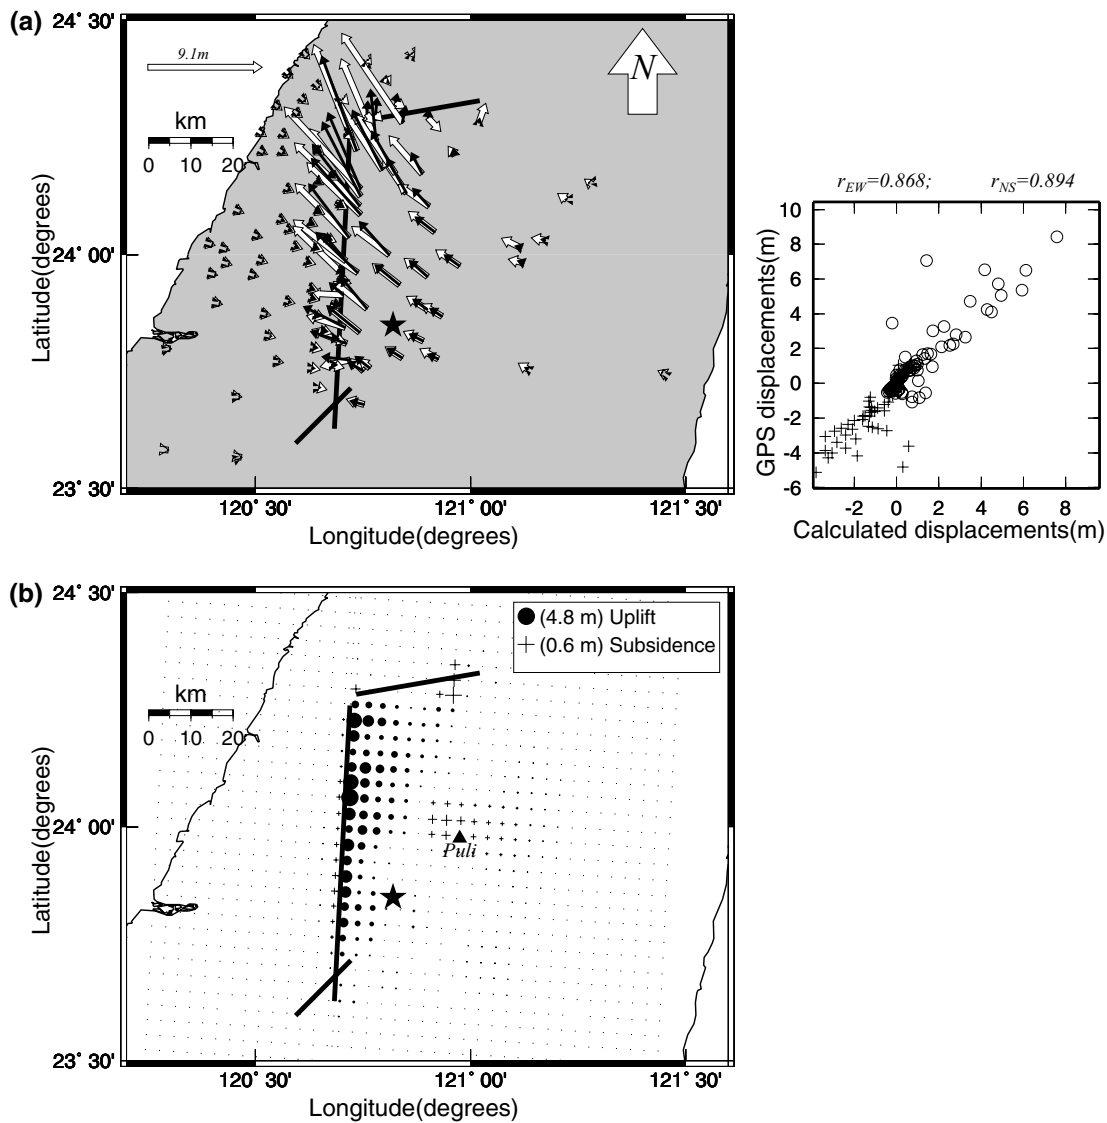 (a)
24° 30'
24° 00'
23° 30'
Latitude(degrees)
9.1m
km
0 10 20
N
120° 30' 121° 00' 121° 30'
Longitude(degrees)
rEW=0.868; rNS=0.894
10
8
6
4
2
0
-2
-4
-6
GPS displacements(m)
-2 0 2 4 6 8
Calculated displacements(m)
(b)
24° 30'
24° 00'
23° 30'
Latitude(degrees)
(4.8 m) Uplift
(0.6 m) Subsidence
km
0 10 20
Puli
120° 30' 121° 00' 121° 30'
Longitude(degrees)